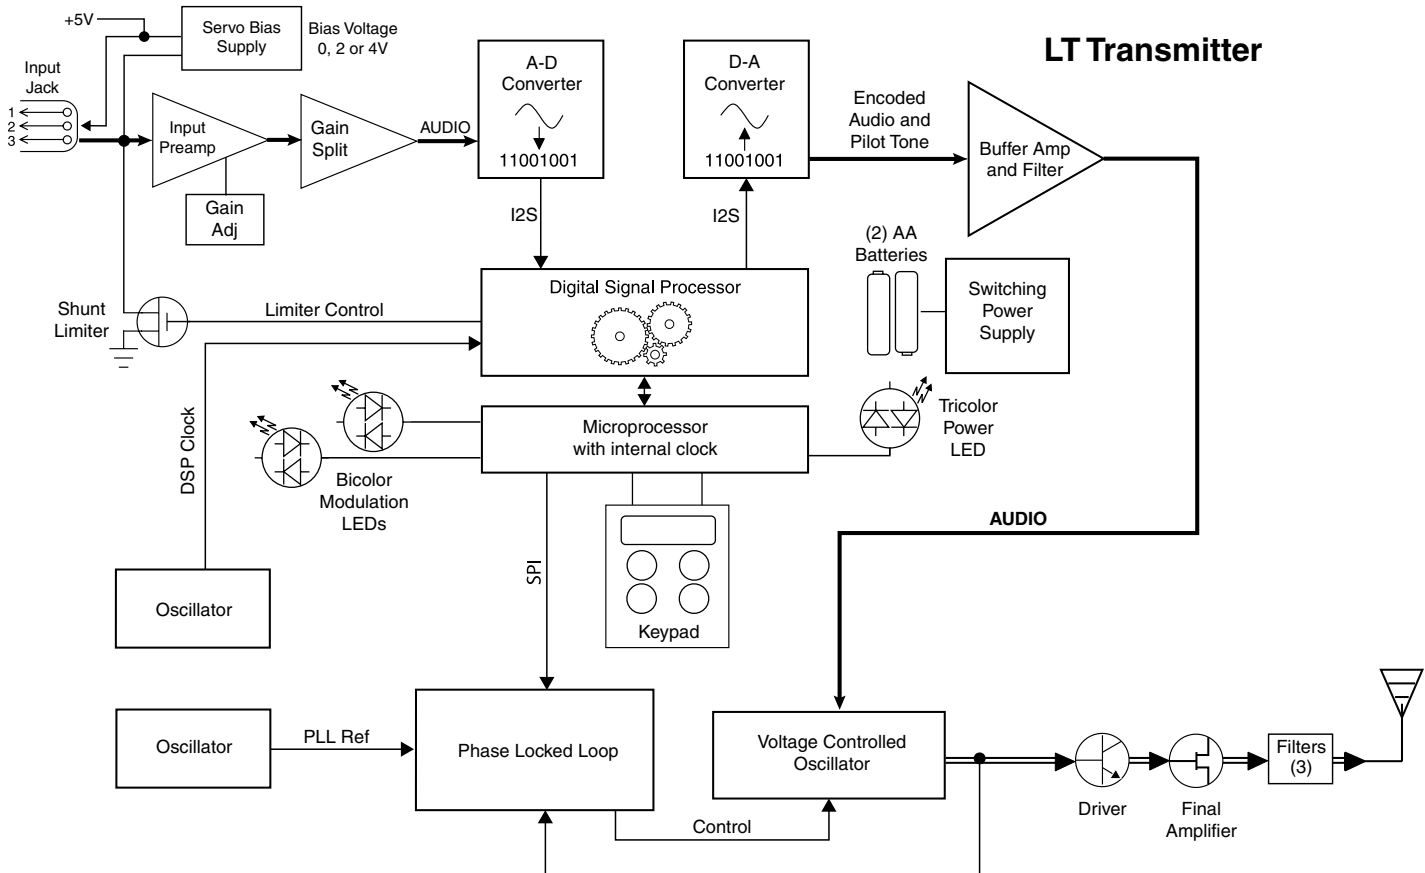 LT Transmitter
+5V
Servo Bias
Supply
Bias Voltage
0, 2 or 4V
Input
Jack
1
2
3
Input
Preamp
Gain
Split
AUDIO
A-D
Converter
11001001
D-A
Converter
11001001
Encoded
Audio and
Pilot Tone
Buffer Amp
and Filter
Gain
Adj
I2S
I2S
(2) AA
Batteries
Switching
Power
Supply
Digital Signal Processor
Shunt
Limiter
Limiter Control
DSP Clock
Microprocessor
with internal clock
Tricolor
Power
LED
Bicolor
Modulation
LEDs
AUDIO
SPI
Keypad
Oscillator
Oscillator
PLL Ref
Phase Locked Loop
Voltage Controlled
Oscillator
Control
Driver
Final
Amplifier
Filters
(3)